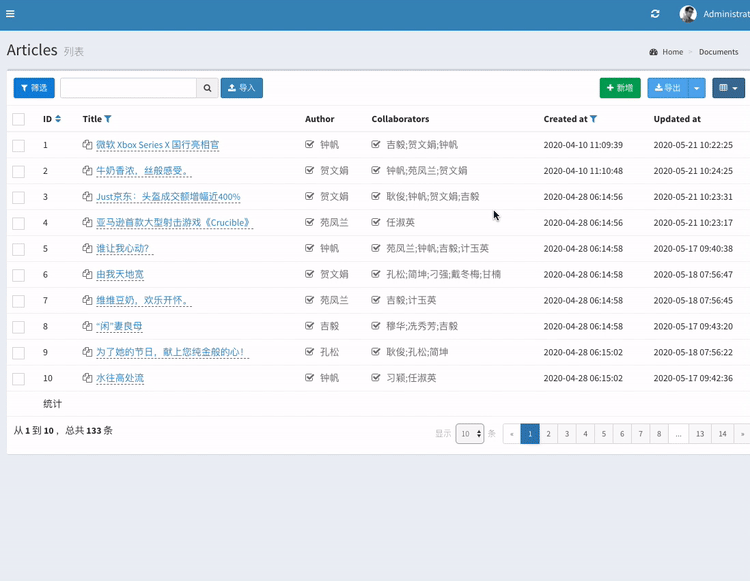 Administrat
Articles 列表
Home > Documents
筛选 导入 新增 导出
ID Title Author Collaborators Created at Updated at
1 微软 Xbox Series X 国行亮相官 钟帆 吉毅;贺文娟;钟帆 2020-04-10 11:09:39 2020-05-21 10:22:25
2 牛奶香浓，丝般感受。 贺文娟 钟帆;苑凤兰;贺文娟 2020-04-10 11:10:48 2020-05-21 10:24:25
3 Just京东：头盔成交额增幅近400% 贺文娟 耿俊;钟帆;贺文娟;吉毅 2020-04-28 06:14:56 2020-05-21 10:23:31
4 亚马逊首款大型射击游戏《Crucible》 苑凤兰 任淑英 2020-04-28 06:14:56 2020-05-21 10:23:17
5 谁让我心动？ 钟帆 苑凤兰;钟帆;吉毅;计玉英 2020-04-28 06:14:58 2020-05-17 09:40:38
6 由我天地宽 贺文娟 孔松;简坤;刁强;戴冬梅;甘楠 2020-04-28 06:14:58 2020-05-18 07:56:47
7 维维豆奶，欢乐开怀。 苑凤兰 吉毅;计玉英 2020-04-28 06:14:58 2020-05-18 07:56:45
8 “闲”妻良母 吉毅 穆华;冼秀芳;吉毅 2020-04-28 06:14:58 2020-05-17 09:43:20
9 为了她的节日，献上您纯金般的心！ 孔松 耿俊;孔松;简坤 2020-04-28 06:15:02 2020-05-18 07:56:22
10 水往高处流 钟帆 习颖;任淑英 2020-04-28 06:15:02 2020-05-17 09:42:36
统计
从 1 到 10 ，总共 133 条 显示 10 条 « 1 2 3 4 5 6 7 8 ... 13 14 »